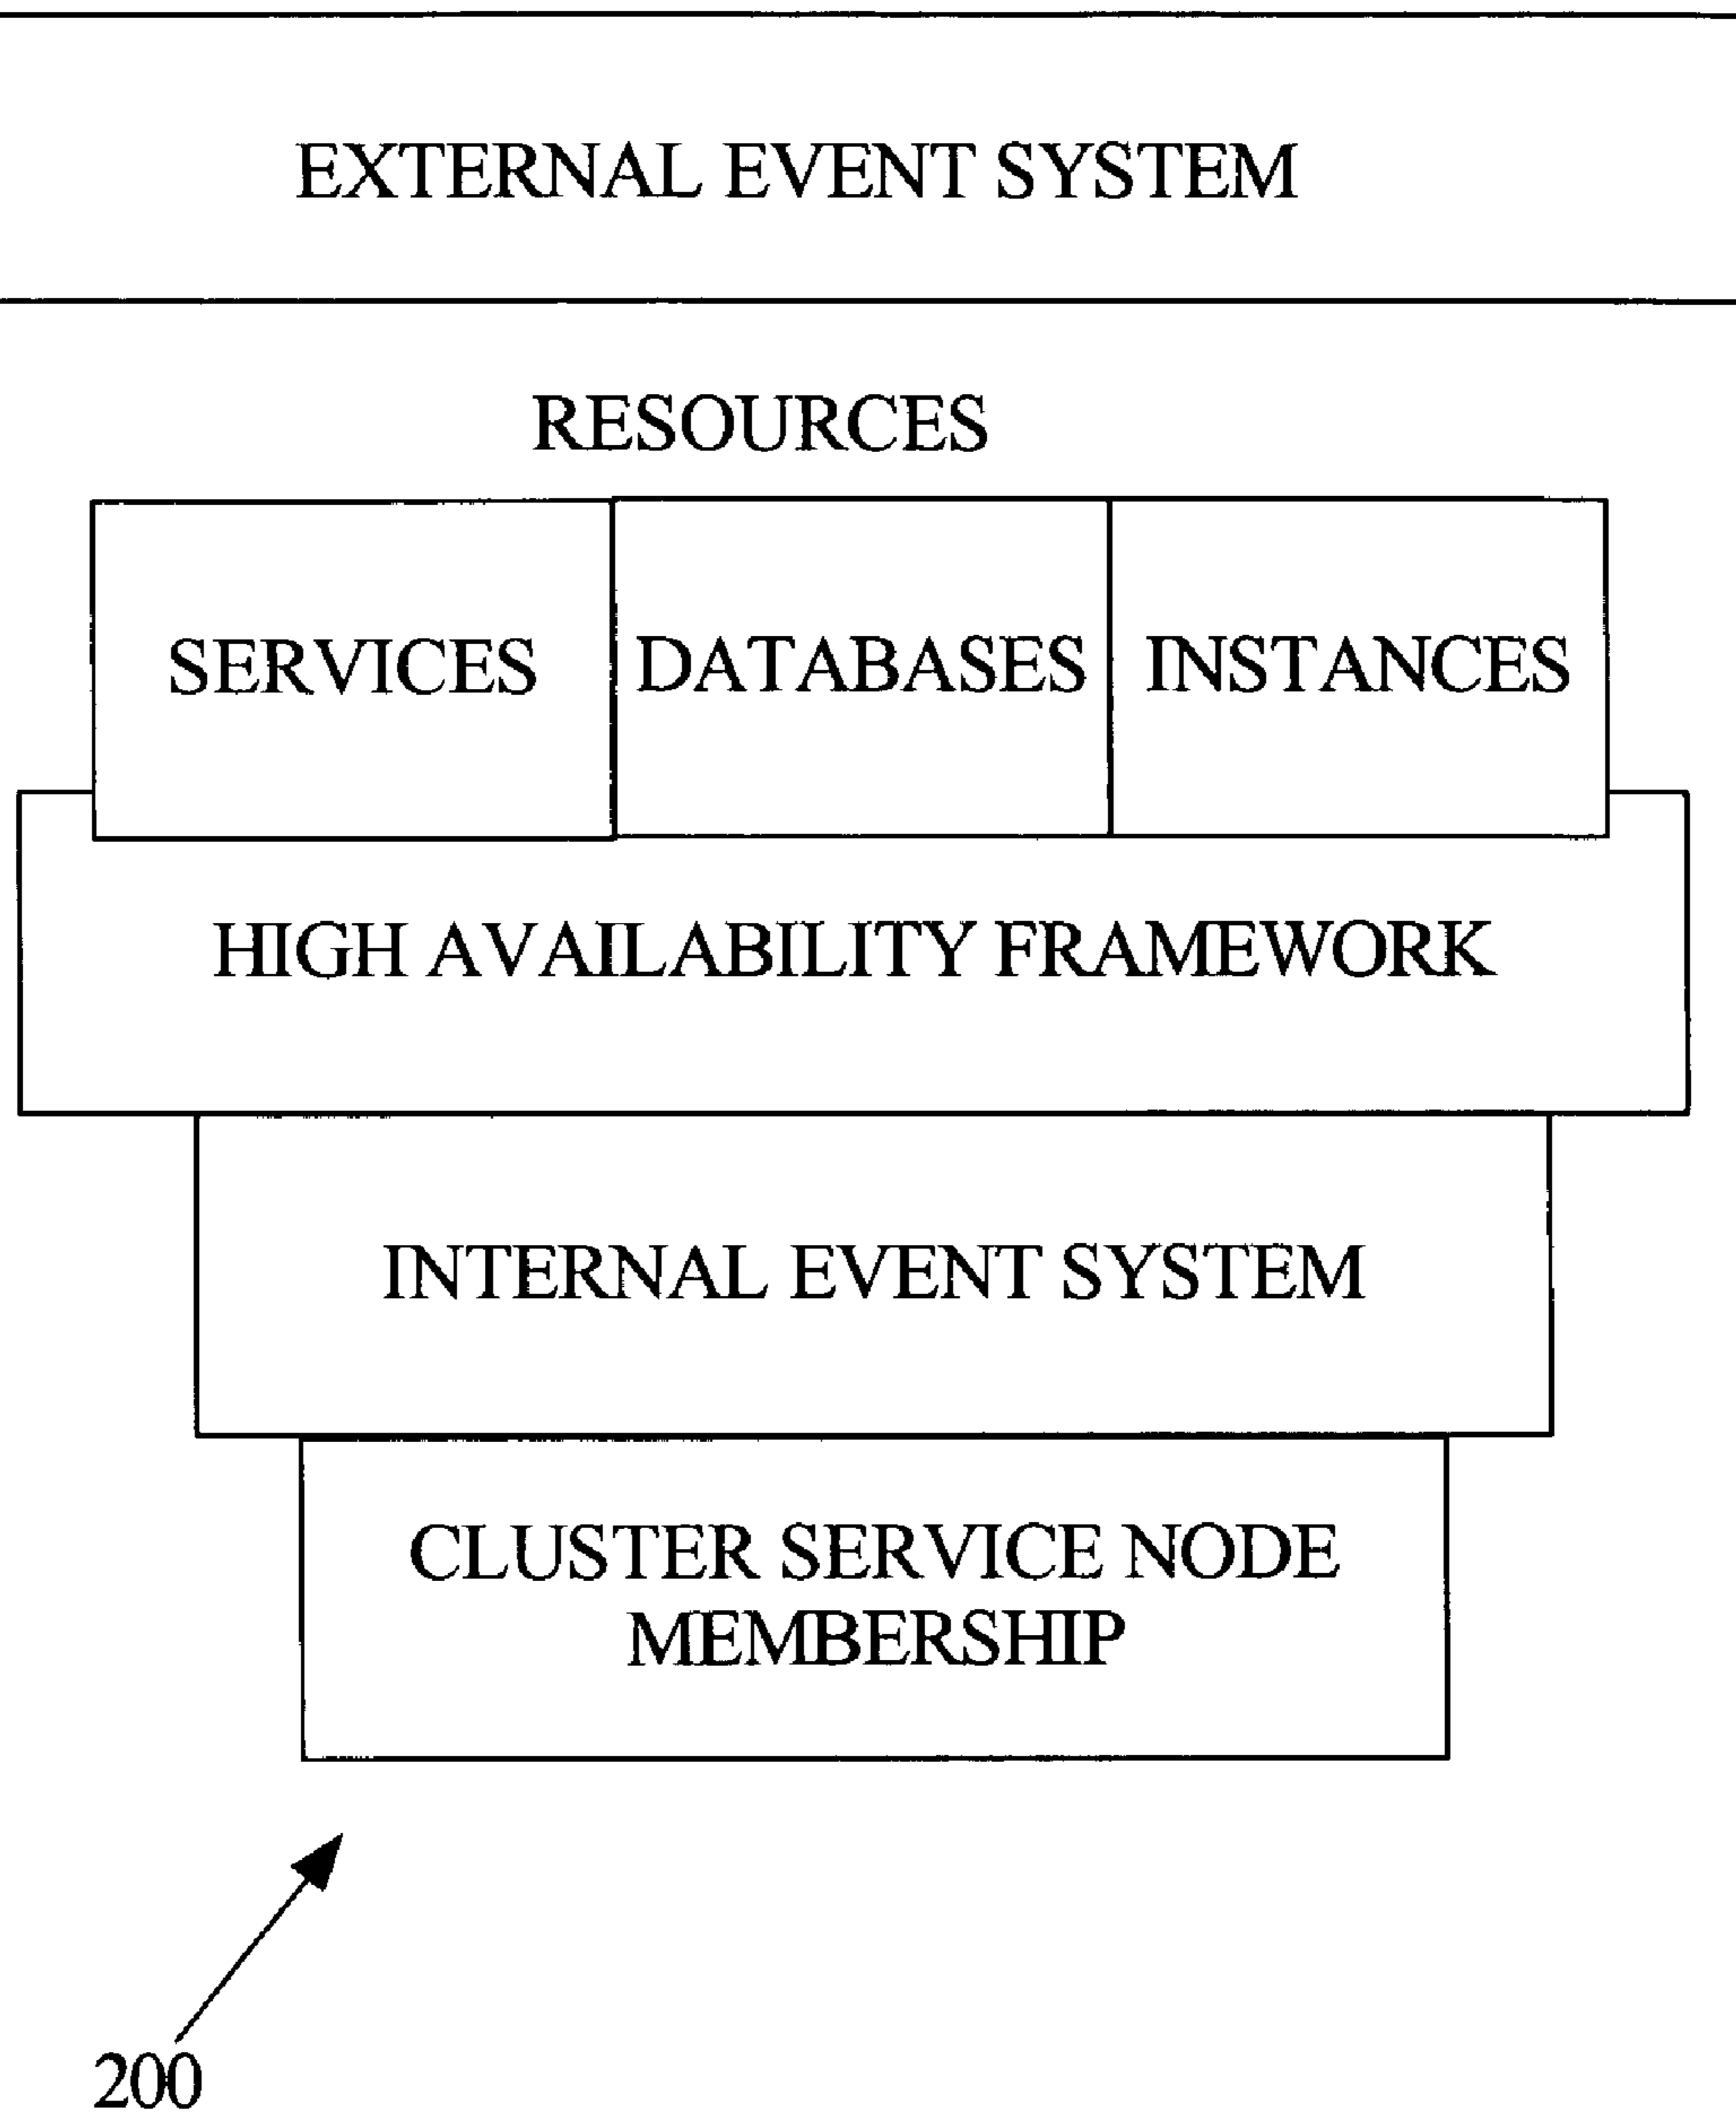 EXTERNAL EVENT SYSTEM
RESOURCES
SERVICES
DATABASES
INSTANCES
HIGH AVAILABILITY FRAMEWORK
INTERNAL EVENT SYSTEM
CLUSTER SERVICE NODE
MEMBERSHIP
200